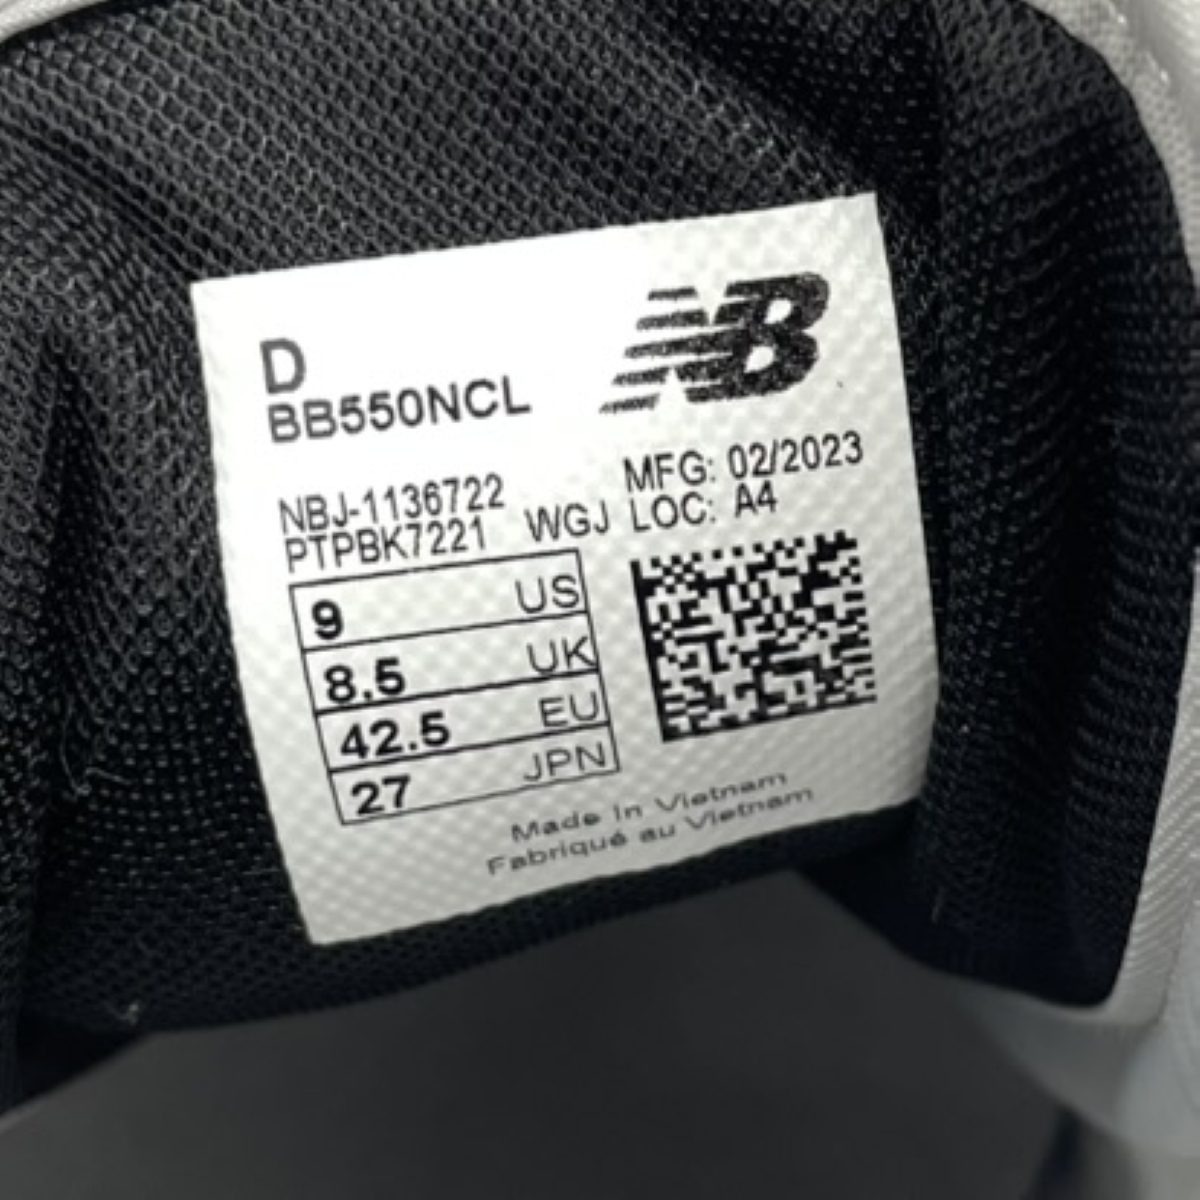 NB
D
BB550NCL
MFG: 02/2023
NBJ-1136722
PTPBK7221 WGJ LOC: A4
9 US
8.5 UK
42.5 EU
27 JPN
Made In Vietnam
Fabriqué au Vietnam